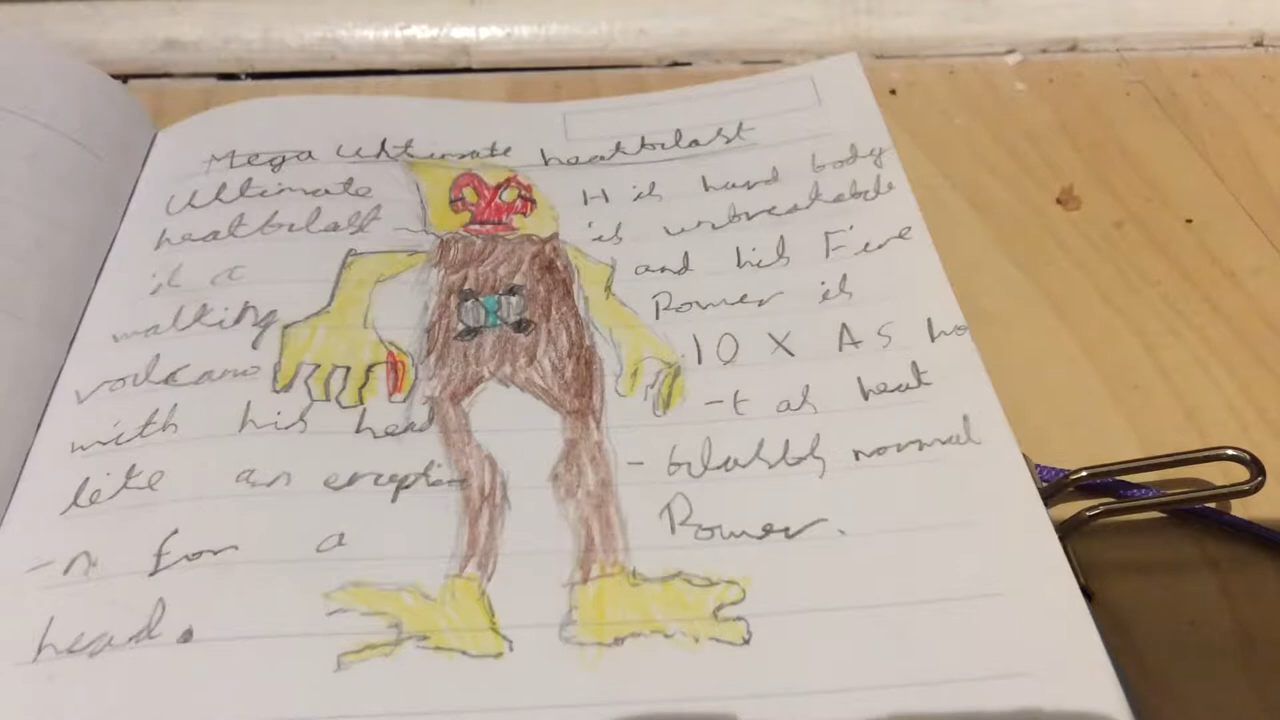 Mega Ultimate heatblast
Ultimate
heatblast
is a
walking
volcano
with his head
like an erceptio
-n for a
head.
His hard body
is unbreakable
and his Fire
Power is
10 X AS ho
-t as heat
- blasts normal
Power.